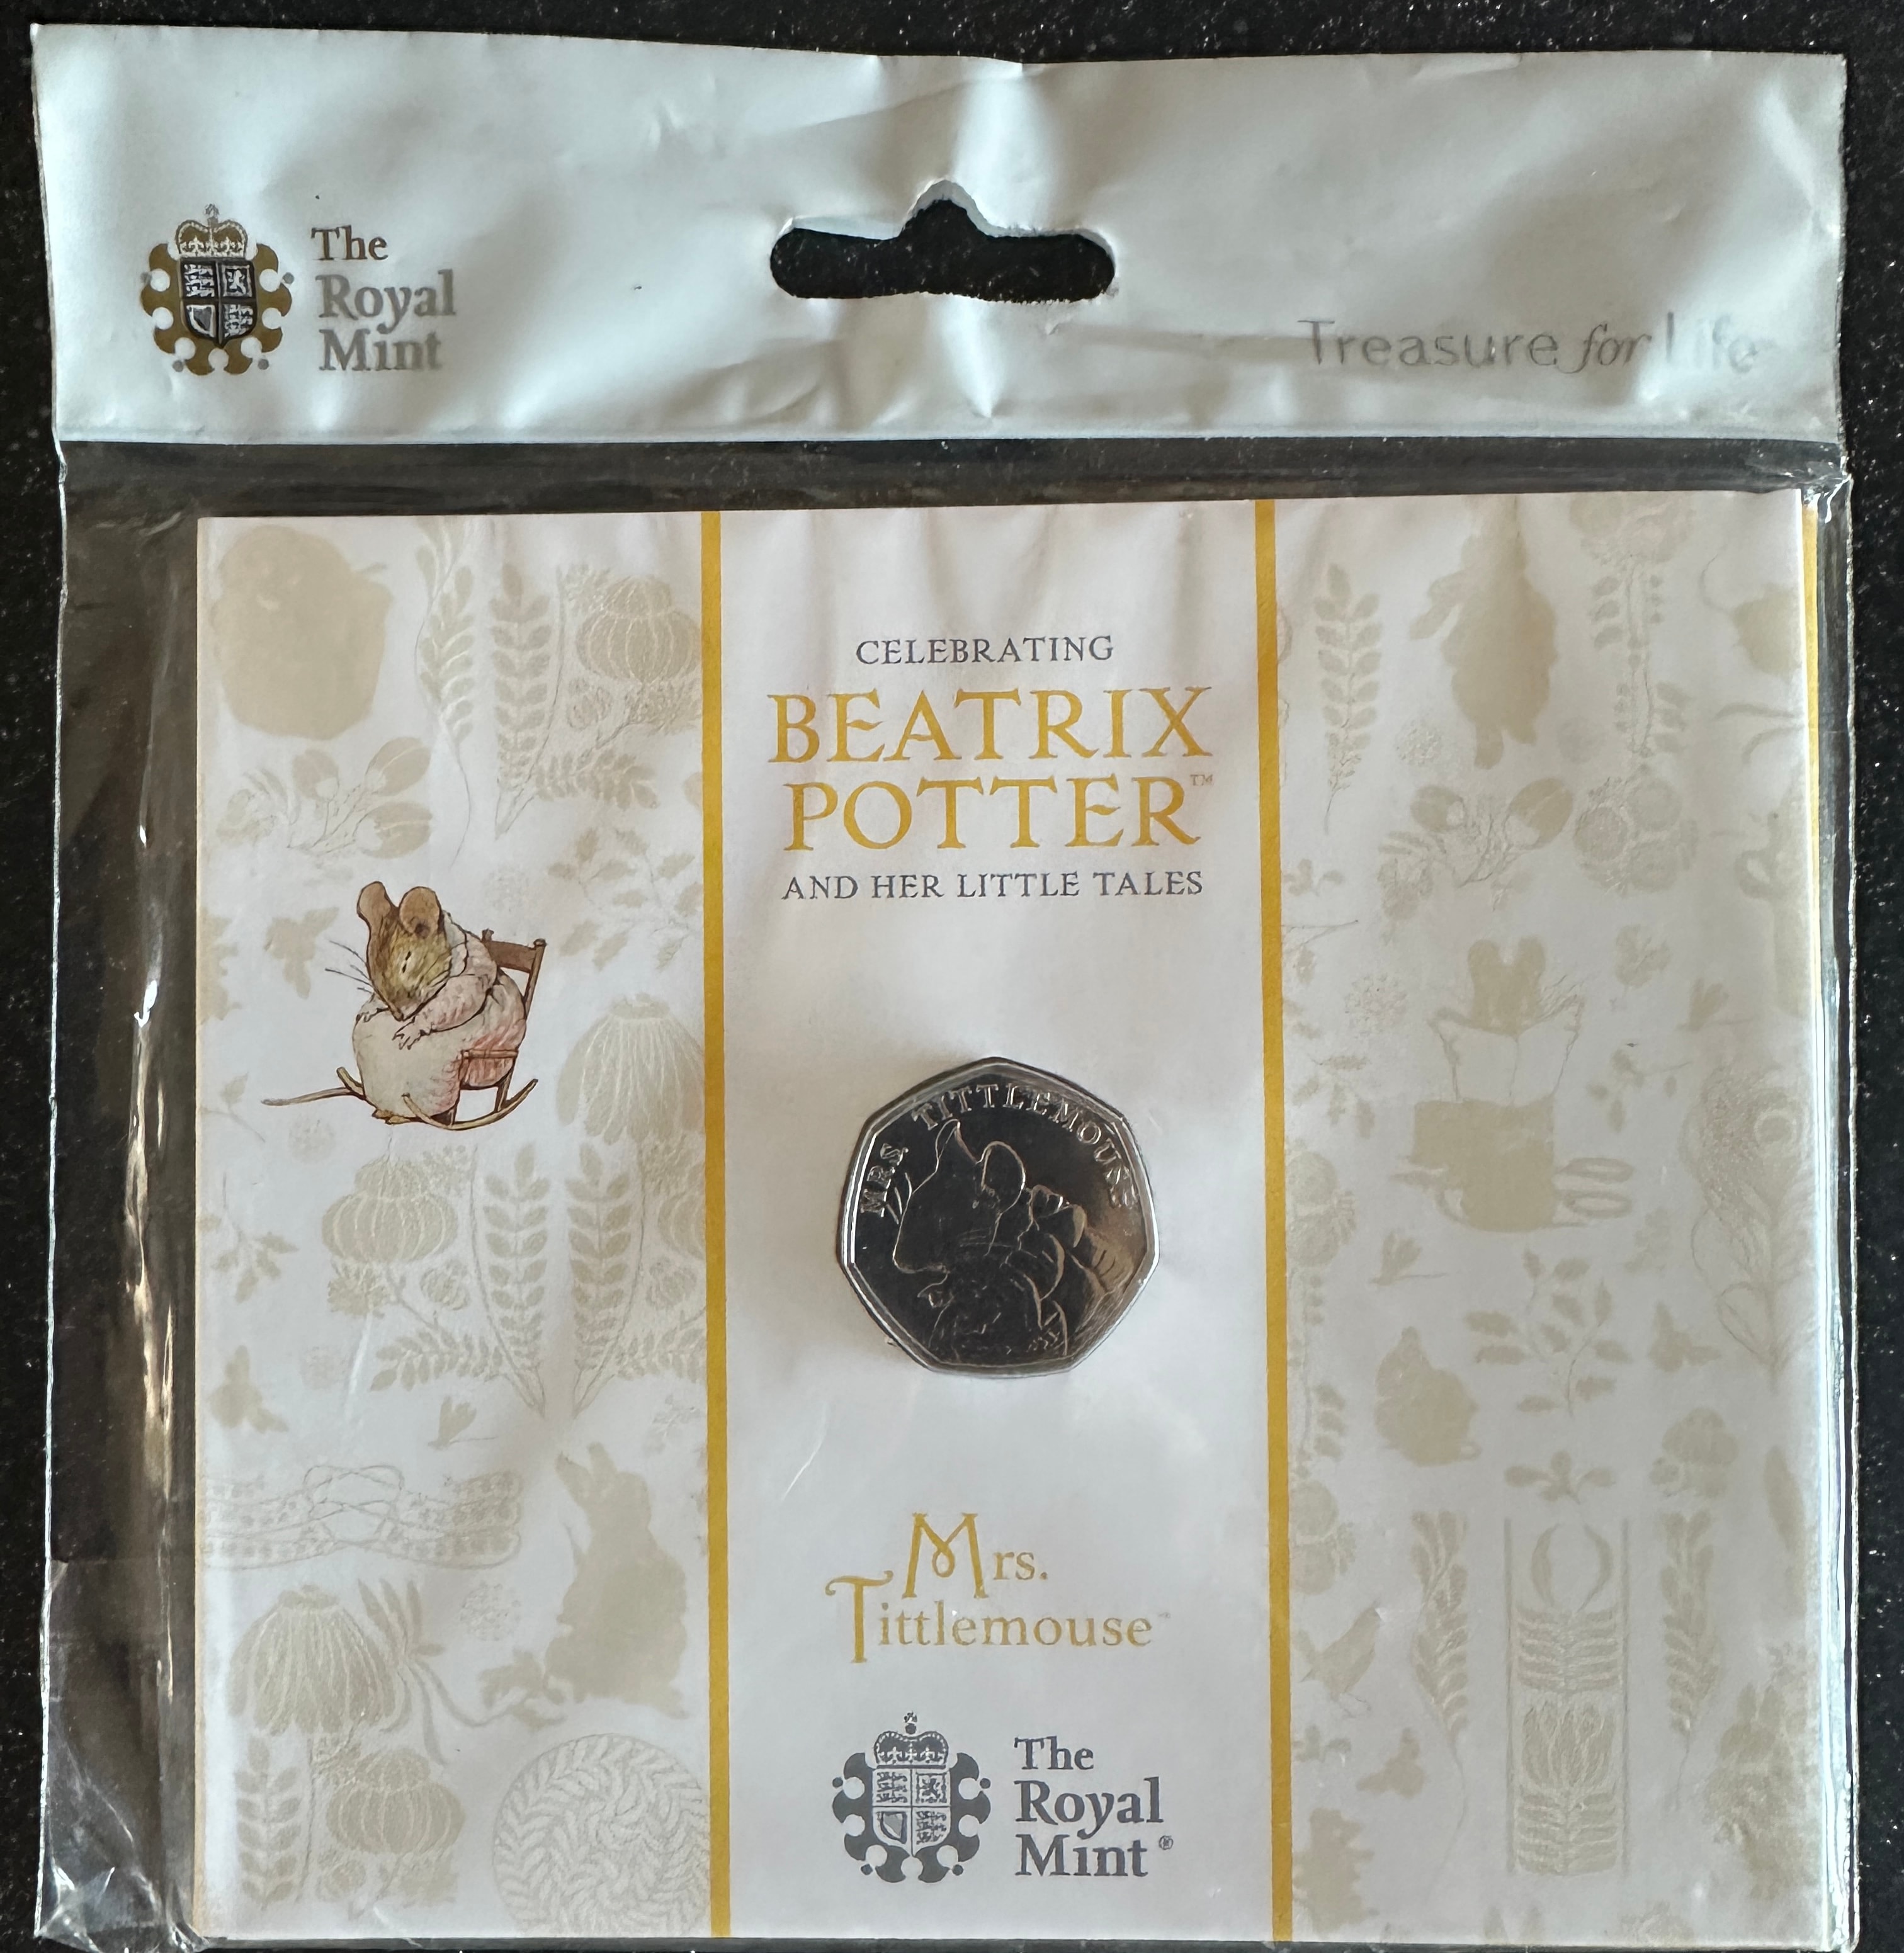 The
Royal
Mint
Treasure for Life
CELEBRATING
BEATRIX
POTTER™
AND HER LITTLE TALES
MRS. TITTLEMOUSE
Mrs.
Tittlemouse™
The
Royal
Mint®